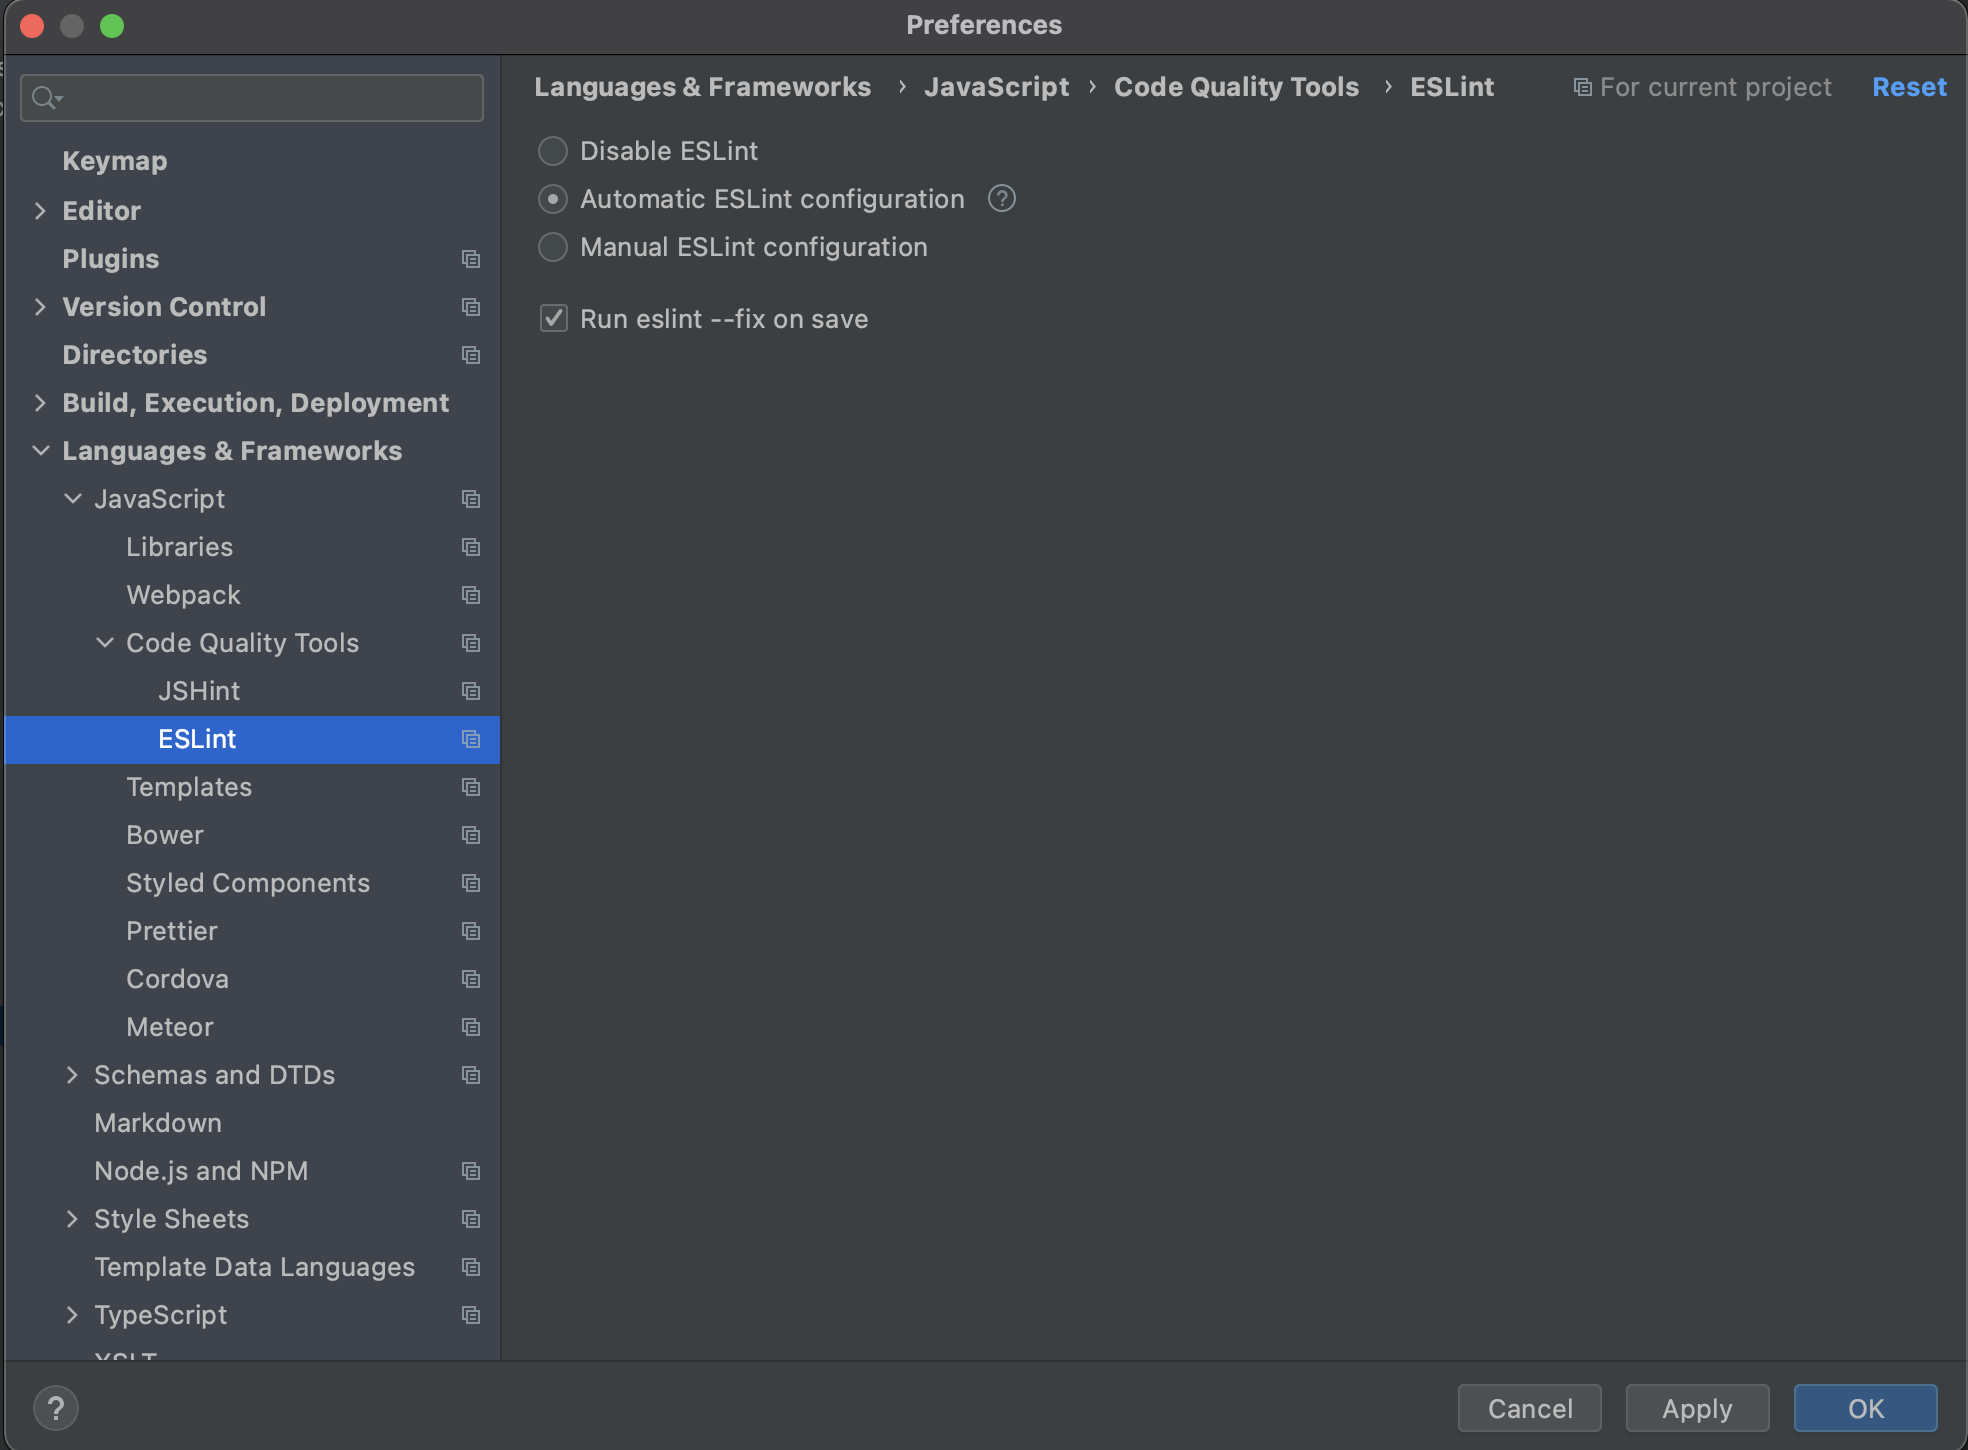 Preferences
Languages & Frameworks › JavaScript › Code Quality Tools › ESLint For current project Reset
Keymap
Editor
Plugins
Version Control
Directories
Build, Execution, Deployment
Languages & Frameworks
JavaScript
Libraries
Webpack
Code Quality Tools
JSHint
ESLint
Templates
Bower
Styled Components
Prettier
Cordova
Meteor
Schemas and DTDs
Markdown
Node.js and NPM
Style Sheets
Template Data Languages
TypeScript
XSLT
Disable ESLint
Automatic ESLint configuration ?
Manual ESLint configuration
Run eslint --fix on save
? Cancel Apply OK